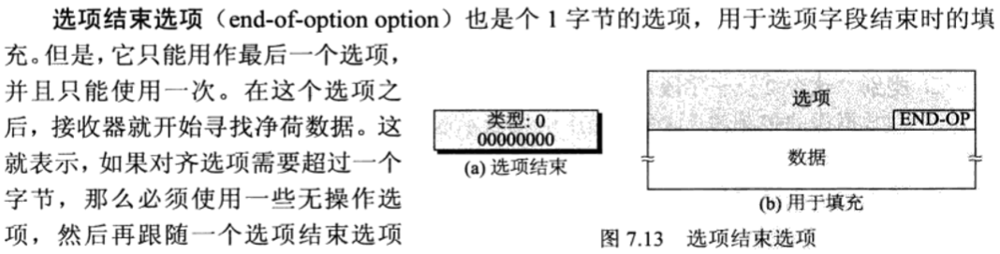 选项结束选项（end-of-option option）也是个 1 字节的选项，用于选项字段结束时的填
充。但是，它只能用作最后一个选项，
并且只能使用一次。在这个选项之
后，接收器就开始寻找净荷数据。这
就表示，如果对齐选项需要超过一个
字节，那么必须使用一些无操作选
项，然后再跟随一个选项结束选项
类型: 0
00000000
(a) 选项结束
选项
END-OP
数据
(b) 用于填充
图 7.13 选项结束选项